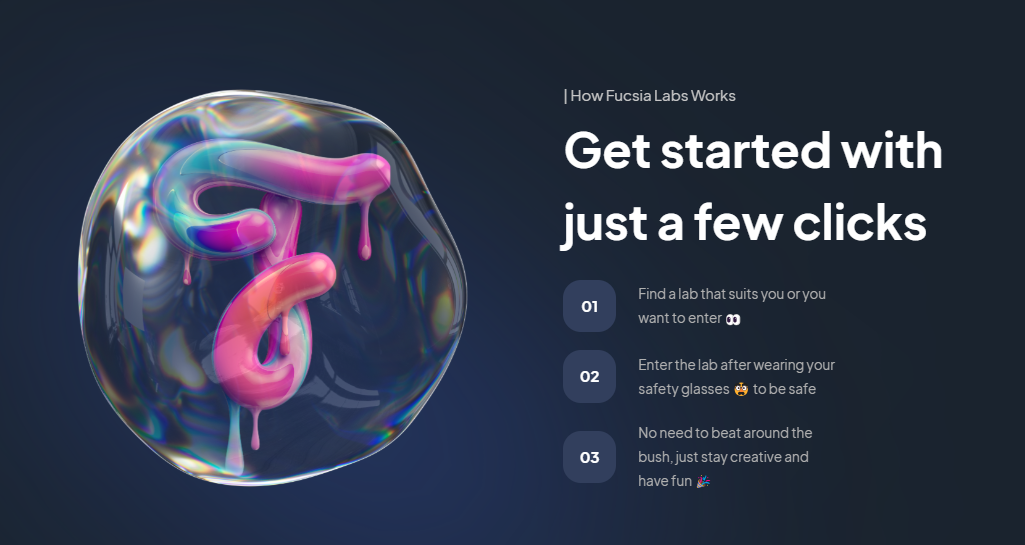 | How Fucsia Labs Works
Get started with
just a few clicks
01
Find a lab that suits you or you
want to enter 👀
02
Enter the lab after wearing your
safety glasses 🥽 to be safe
03
No need to beat around the
bush, just stay creative and
have fun 🎉